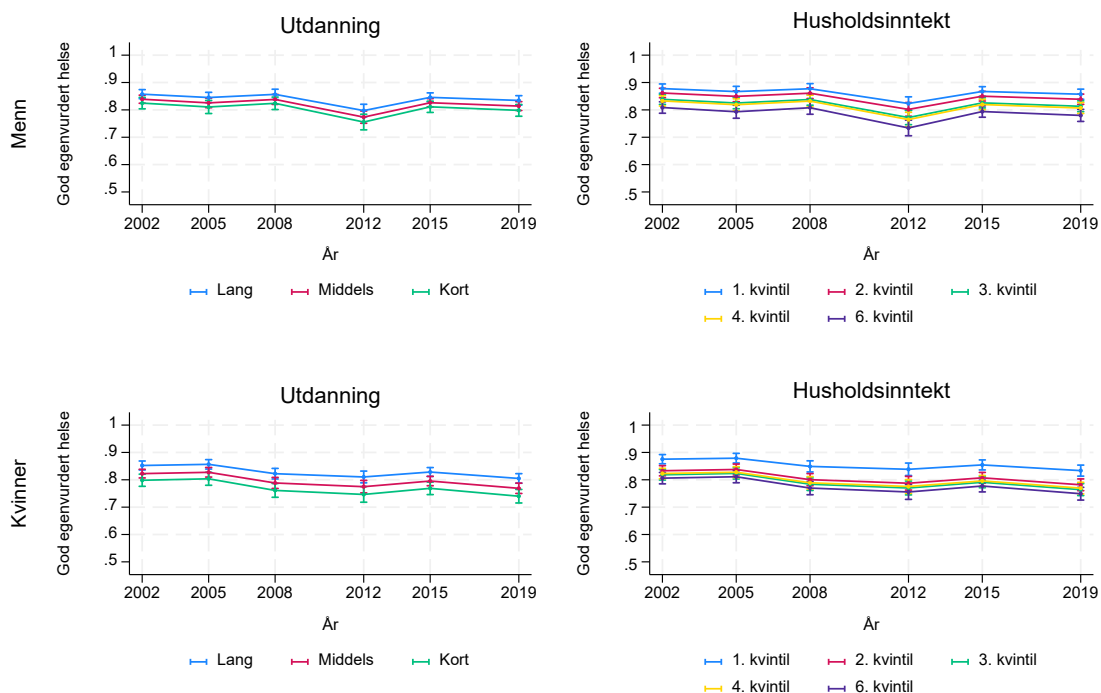 Utdanning
Menn
God egenvurdert helse
1
.9
.8
.7
.6
.5
2002 2005 2008 2012 2015 2019
År
Lang Middels Kort
Husholdsinntekt
God egenvurdert helse
1
.9
.8
.7
.6
.5
2002 2005 2008 2012 2015 2019
År
1. kvintil 2. kvintil 3. kvintil
4. kvintil 6. kvintil
Utdanning
Kvinner
God egenvurdert helse
1
.9
.8
.7
.6
.5
2002 2005 2008 2012 2015 2019
År
Lang Middels Kort
Husholdsinntekt
God egenvurdert helse
1
.9
.8
.7
.6
.5
2002 2005 2008 2012 2015 2019
År
1. kvintil 2. kvintil 3. kvintil
4. kvintil 6. kvintil